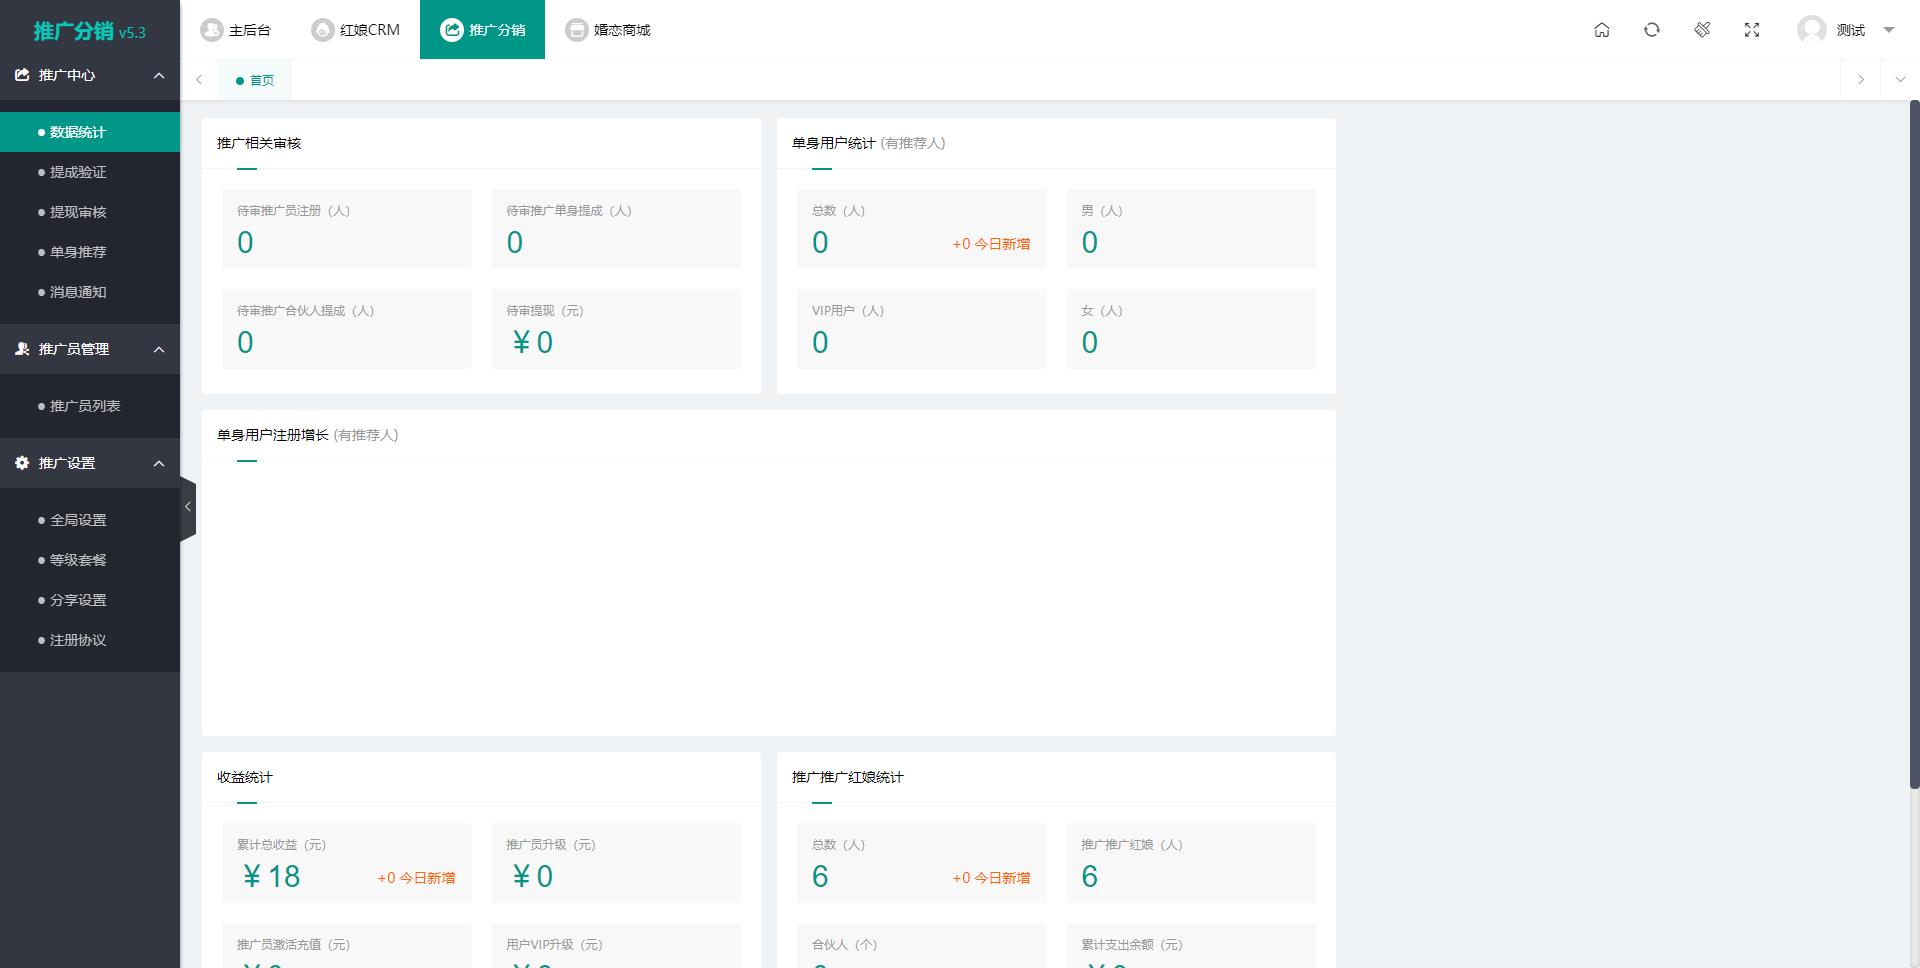 推广分销 v5.3
主后台
红娘CRM
推广分销
婚恋商城
测试
首页
推广中心
数据统计
提成验证
提现审核
单身推荐
消息通知
推广员管理
推广员列表
推广设置
全局设置
等级套餐
分享设置
注册协议
推广相关审核
待审推广员注册（人）
0
待审推广单身提成（人）
0
待审推广合伙人提成（人）
0
待审提现（元）
¥0
单身用户统计 (有推荐人)
总数（人）
0
+0 今日新增
男（人）
0
VIP用户（人）
0
女（人）
0
单身用户注册增长 (有推荐人)
收益统计
累计总收益（元）
¥18
+0 今日新增
推广员升级（元）
¥0
推广员激活充值（元）
用户VIP升级（元）
推广推广红娘统计
总数（人）
6
+0 今日新增
推广推广红娘（人）
6
合伙人（个）
累计支出余额（元）